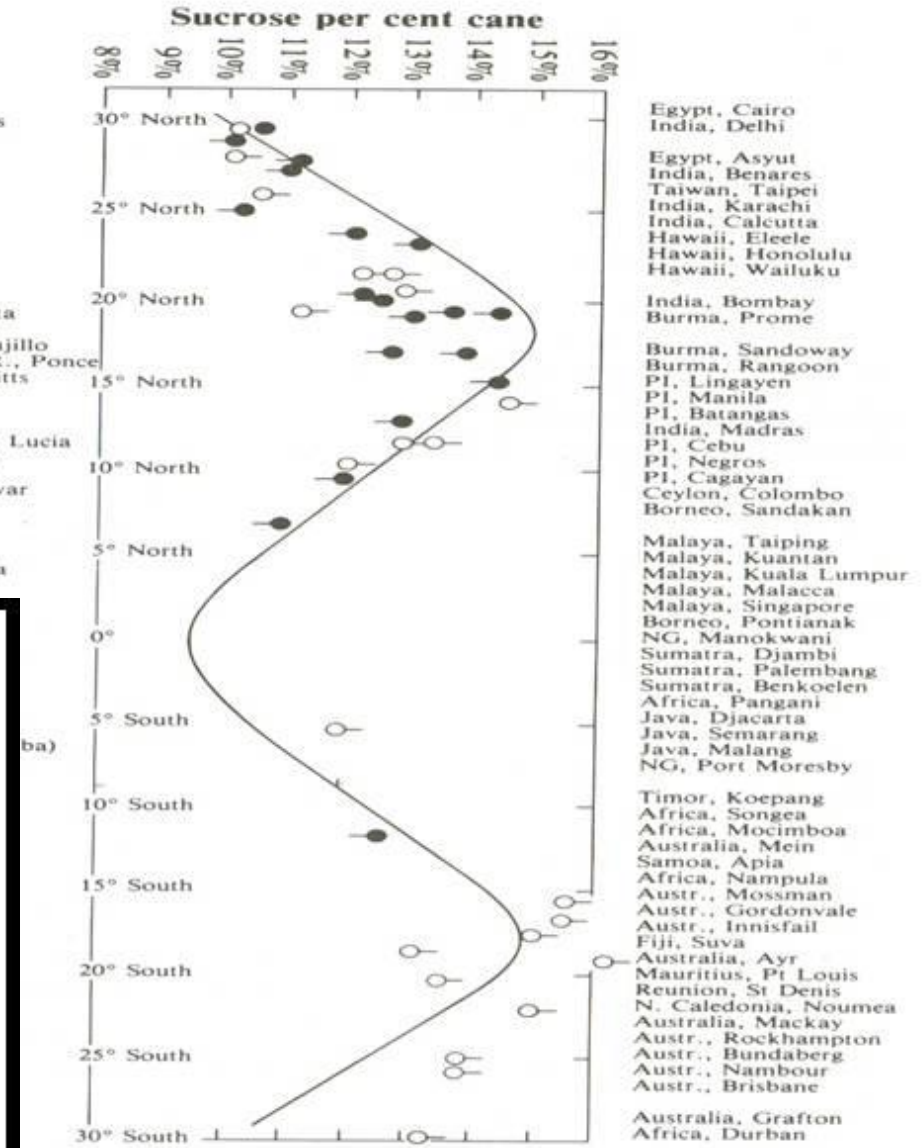 Sucrose per cent cane
8%
9%
10%
11%
12%
13%
14%
15%
16%
s
a
jillo
., Ponce
itts
Lucia
var
a
ba)
30° North
25° North
20° North
15° North
10° North
5° North
0°
5° South
10° South
15° South
20° South
25° South
30° South
Egypt, Cairo
India, Delhi
Egypt, Asyut
India, Benares
Taiwan, Taipei
India, Karachi
India, Calcutta
Hawaii, Eleele
Hawaii, Honolulu
Hawaii, Wailuku
India, Bombay
Burma, Prome
Burma, Sandoway
Burma, Rangoon
PI, Lingayen
PI, Manila
PI, Batangas
India, Madras
PI, Cebu
PI, Negros
PI, Cagayan
Ceylon, Colombo
Borneo, Sandakan
Malaya, Taiping
Malaya, Kuantan
Malaya, Kuala Lumpur
Malaya, Malacca
Malaya, Singapore
Borneo, Pontianak
NG, Manokwani
Sumatra, Djambi
Sumatra, Palembang
Sumatra, Benkoelen
Africa, Pangani
Java, Djacarta
Java, Semarang
Java, Malang
NG, Port Moresby
Timor, Koepang
Africa, Songea
Africa, Mocimboa
Australia, Mein
Samoa, Apia
Africa, Nampula
Austr., Mossman
Austr., Gordonvale
Austr., Innisfail
Fiji, Suva
Australia, Ayr
Mauritius, Pt Louis
Reunion, St Denis
N. Caledonia, Noumea
Australia, Mackay
Austr., Rockhampton
Austr., Bundaberg
Austr., Nambour
Austr., Brisbane
Australia, Grafton
Africa, Durban